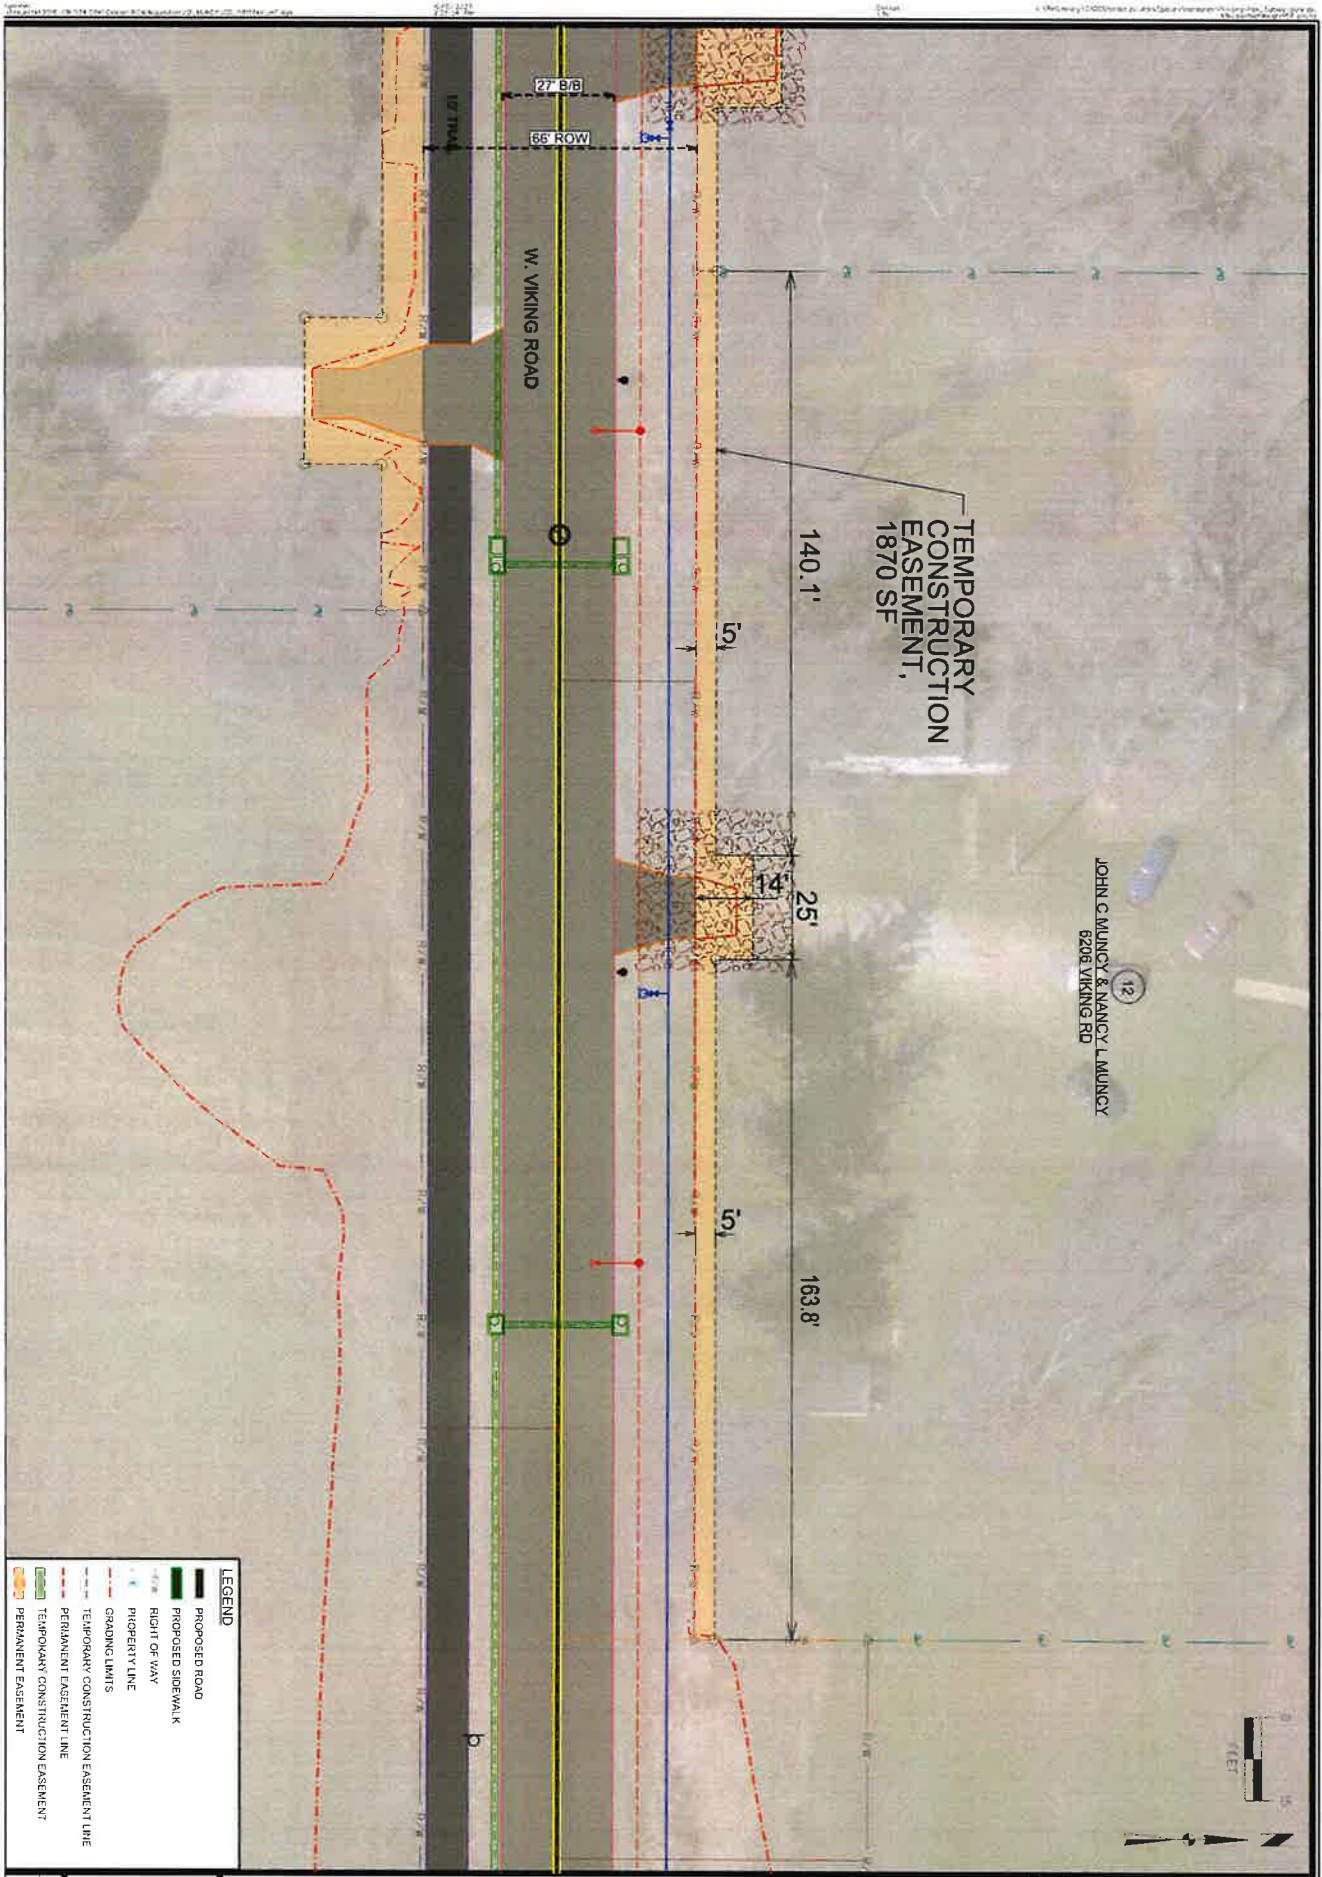 27' B/B
66' ROW
10' TRAIL
W. VIKING ROAD
TEMPORARY
CONSTRUCTION
EASEMENT,
1870 SF
140.1'
5'
14'
25'
5'
163.8'
12
JOHN C MUNCY & NANCY L MUNCY
6206 VIKING RD
LEGEND
PROPOSED ROAD
PROPOSED SIDEWALK
RIGHT OF WAY
PROPERTY LINE
GRADING LIMITS
TEMPORARY CONSTRUCTION EASEMENT LINE
PERMANENT EASEMENT LINE
TEMPORARY CONSTRUCTION EASEMENT
PERMANENT EASEMENT
0 15
FEET